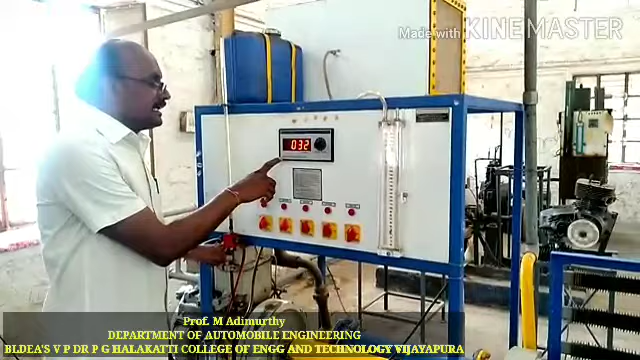 Made with KINEMASTER
032
Prof. M Adimurthy
DEPARTMENT OF AUTOMOBILE ENGINEERING
BLDEA'S V P DR P G HALAKATTI COLLEGE OF ENGG AND TECHNOLOGY VIJAYAPURA